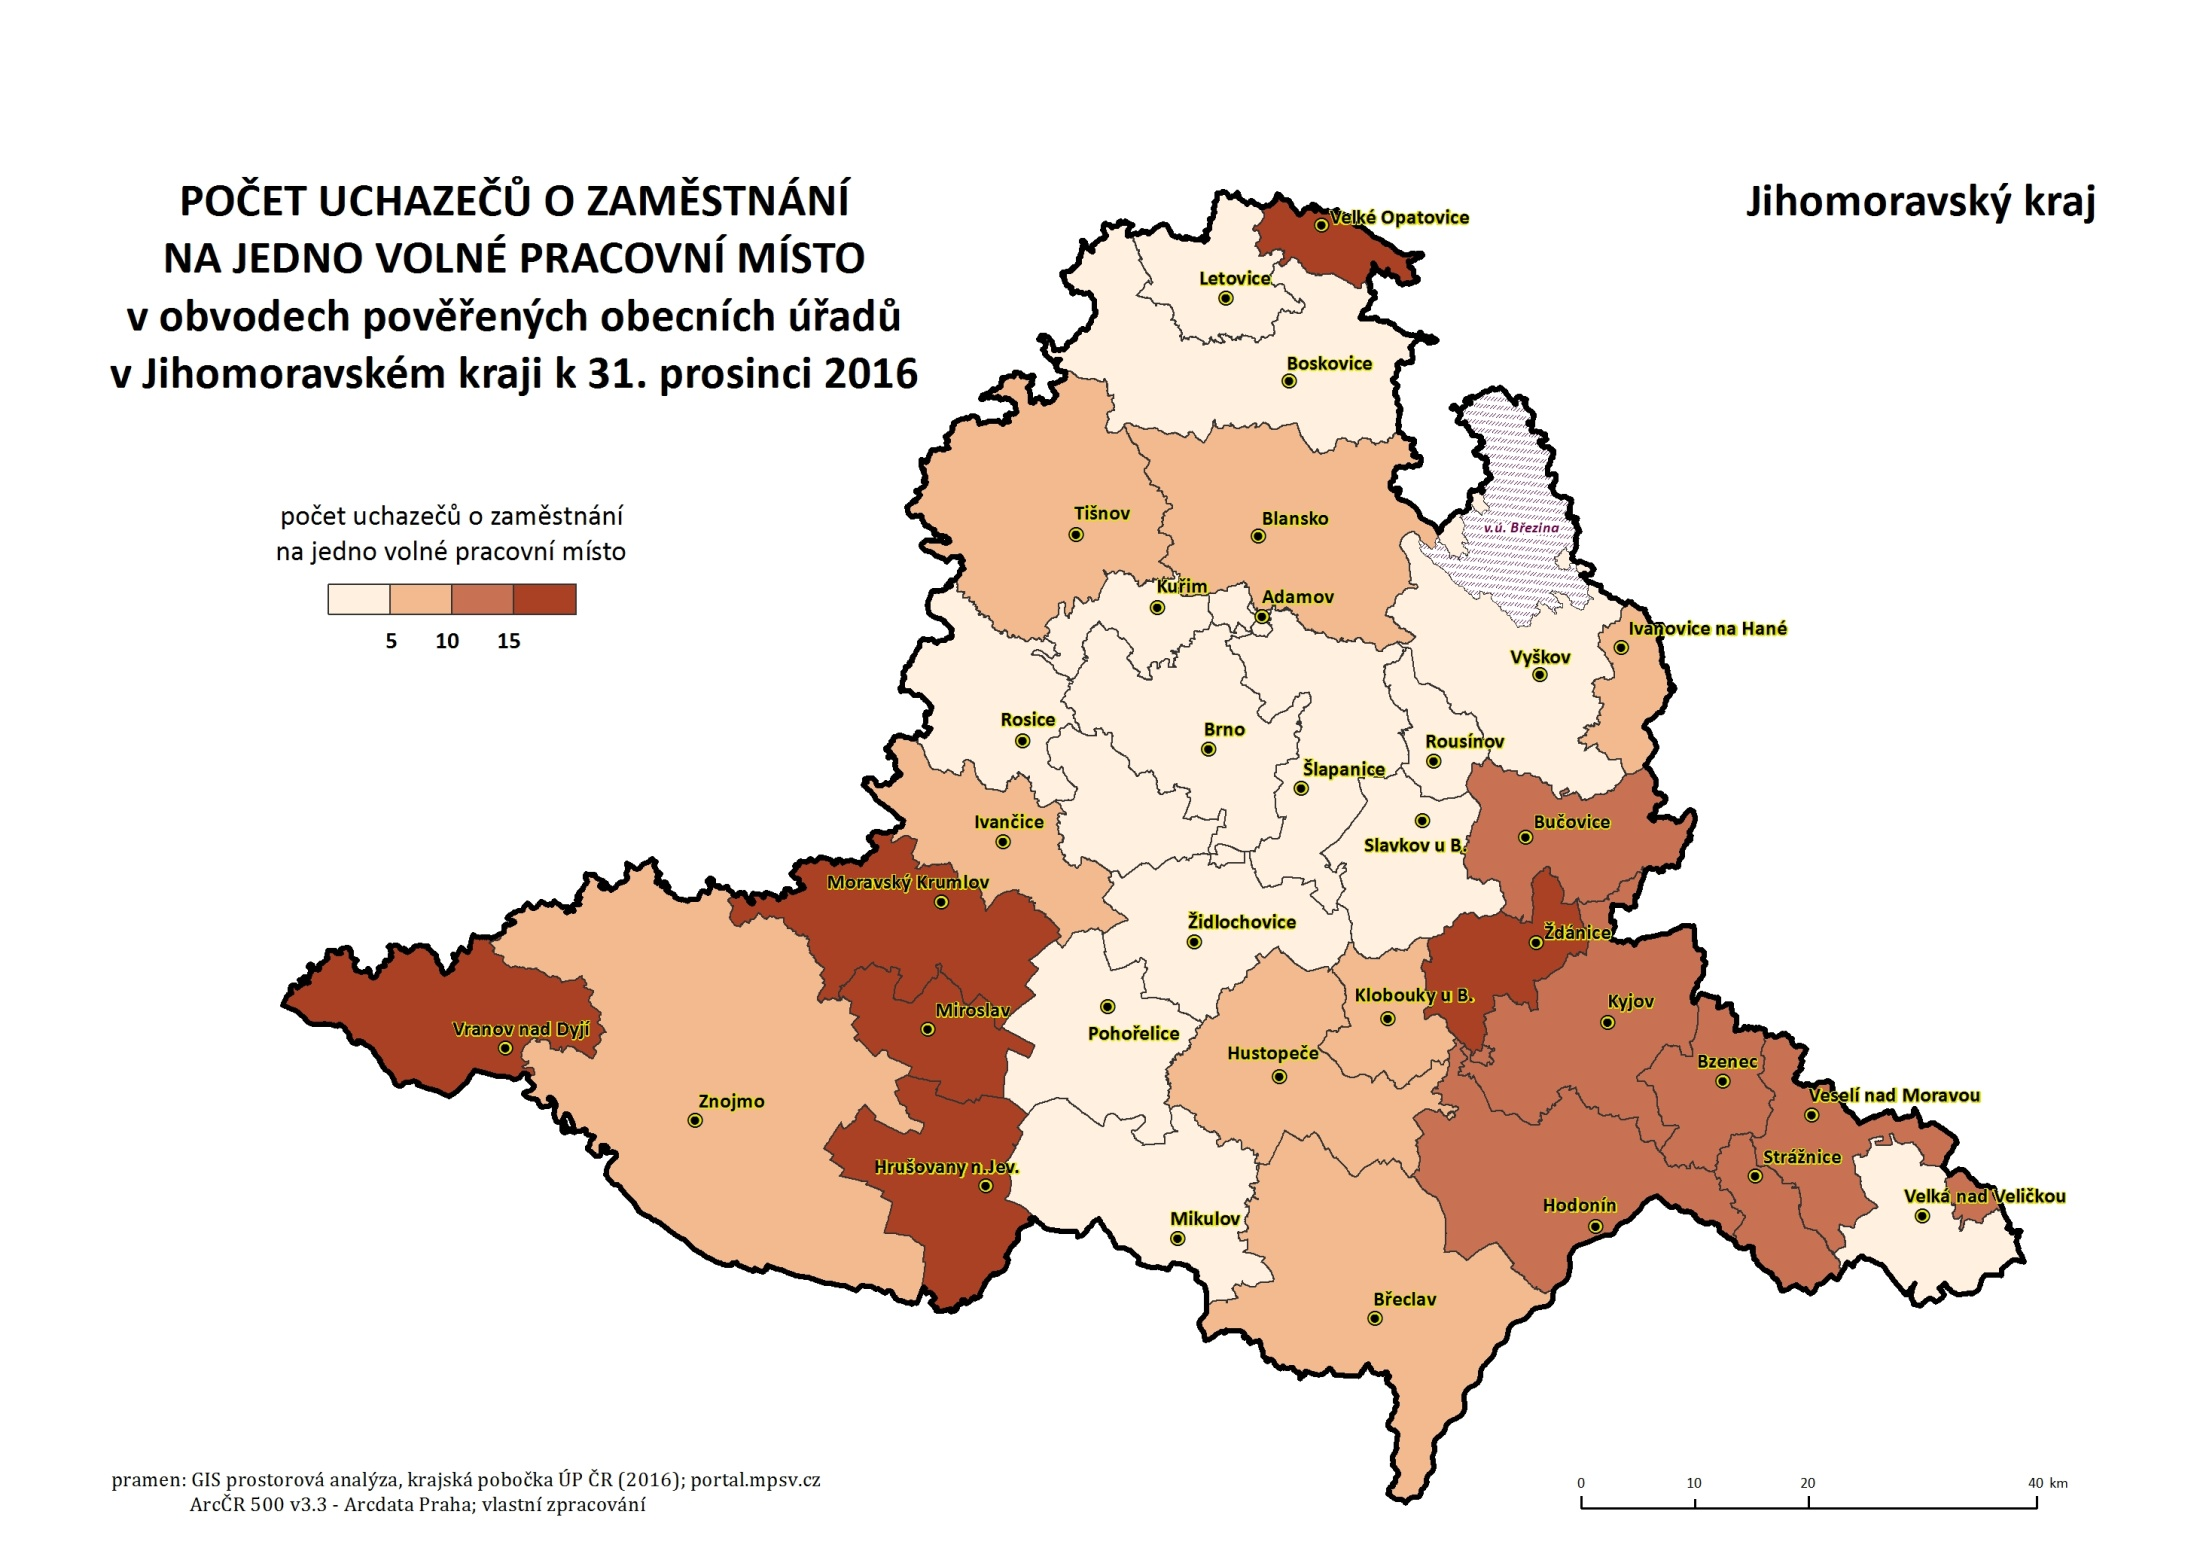 POČET UCHAZEČŮ O ZAMĚSTNÁNÍ
NA JEDNO VOLNÉ PRACOVNÍ MÍSTO
v obvodech pověřených obecních úřadů
v Jihomoravském kraji k 31. prosinci 2016
Jihomoravský kraj
počet uchazečů o zaměstnání
na jedno volné pracovní místo
5 10 15
Velké Opatovice
Letovice
Boskovice
Tišnov
Blansko
v.ú. Březina
Kuřim
Adamov
Ivanovice na Hané
Vyškov
Rosice
Brno
Rousínov
Šlapanice
Ivančice
Bučovice
Slavkov u B.
Moravský Krumlov
Židlochovice
Ždánice
Klobouky u B.
Kyjov
Miroslav
Vranov nad Dyjí
Pohořelice
Hustopeče
Bzenec
Veselí nad Moravou
Znojmo
Strážnice
Hrušovany n.Jev.
Velká nad Veličkou
Hodonín
Mikulov
Břeclav
pramen: GIS prostorová analýza, krajská pobočka ÚP ČR (2016); portal.mpsv.cz
ArcČR 500 v3.3 - Arcdata Praha; vlastní zpracování
0 10 20 40 km